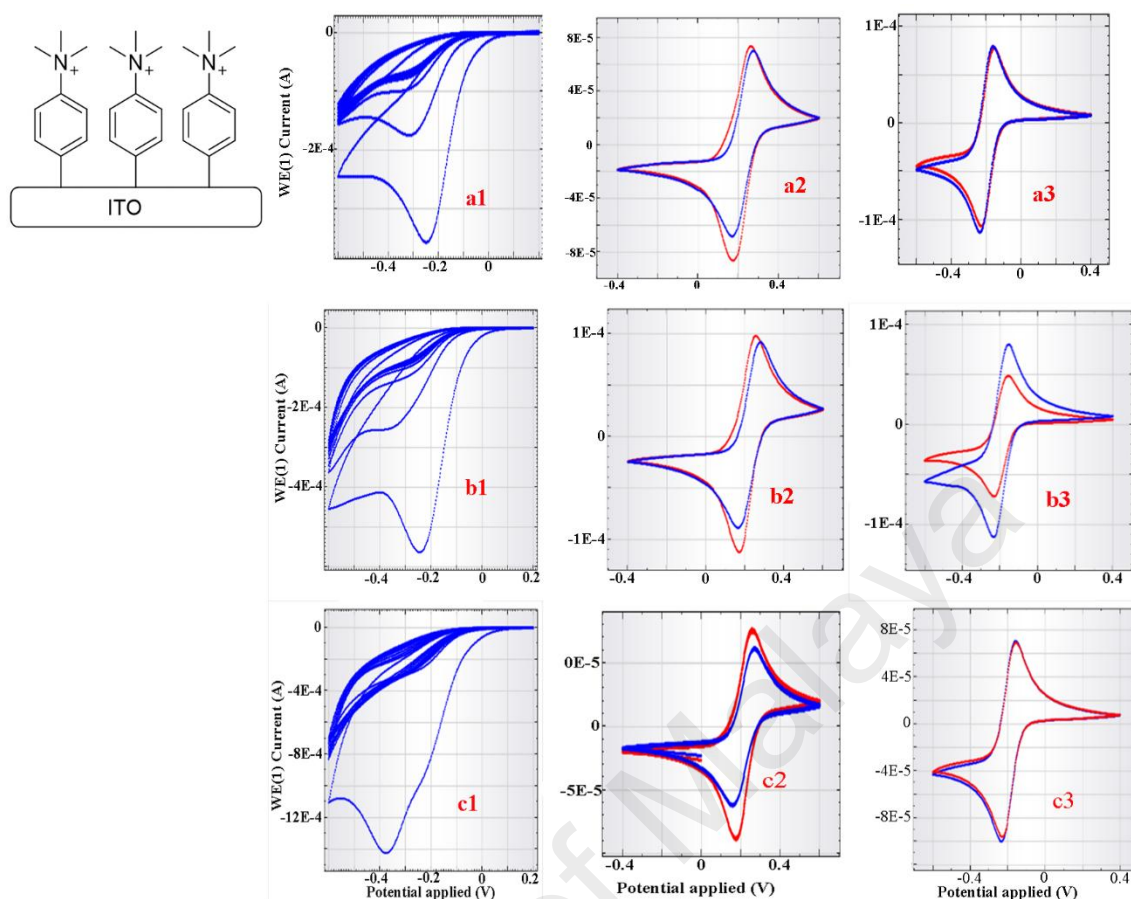 N+ N+ N+
ITO
WE(1) Current (A)
0
-2E-4
-0.4 -0.2 0
a1
8E-5
4E-5
0
-4E-5
-8E-5
-0.4 0 0.4
a2
1E-4
0
-1E-4
-0.4 0 0.4
a3
WE(1) Current (A)
0
-2E-4
-4E-4
-0.4 -0.2 0 0.2
b1
1E-4
0
-1E-4
-0.4 0 0.4
b2
1E-4
0
-1E-4
-0.4 0 0.4
b3
WE(1) Current (A)
0
-4E-4
-8E-4
-12E-4
-0.4 -0.2 0 0.2
Potential applied (V)
c1
0E-5
0
-5E-5
-0.4 0 0.4
Potential applied (V)
c2
8E-5
4E-5
0
-4E-5
-8E-5
-0.4 0 0.4
Potential applied (V)
c3
of Malaya